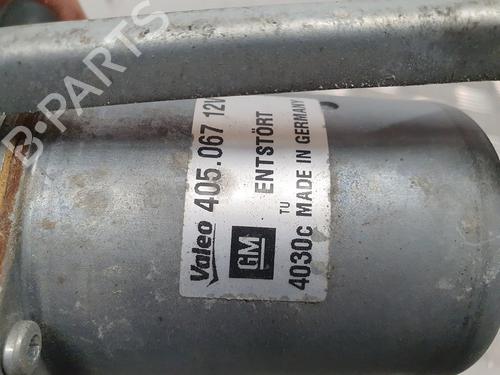 Valeo 405.067 12V
GM ENTSTÖRT
TU
4030c MADE IN GERMANY
B-PARTS